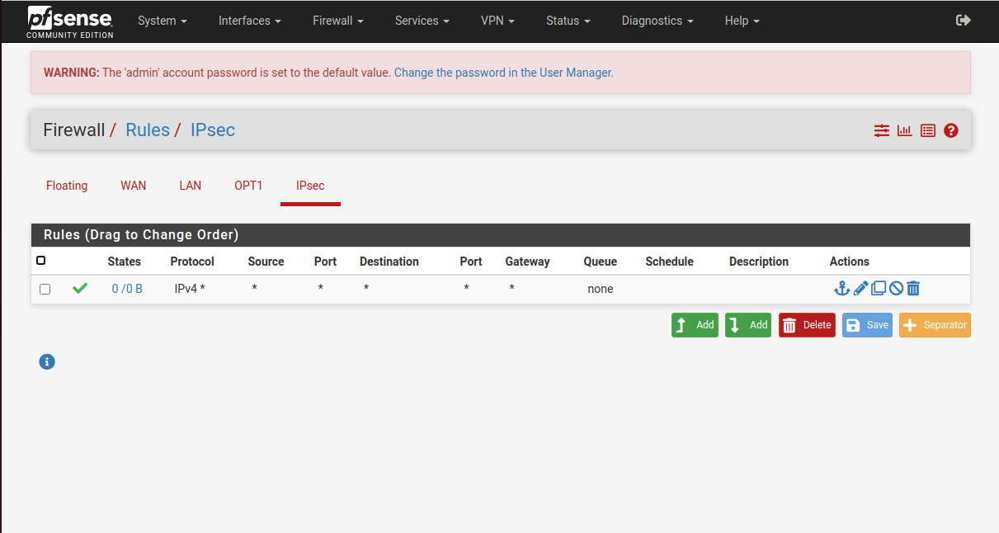 pfsense System Interfaces Firewall Services VPN Status Diagnostics Help
COMMUNITY EDITION
WARNING: The 'admin' account password is set to the default value. Change the password in the User Manager.
Firewall / Rules / IPsec
Floating WAN LAN OPT1 IPsec
Rules (Drag to Change Order)
States Protocol Source Port Destination Port Gateway Queue Schedule Description Actions
0 /0 B IPv4 * * * * * * none
Add Add Delete Save Separator